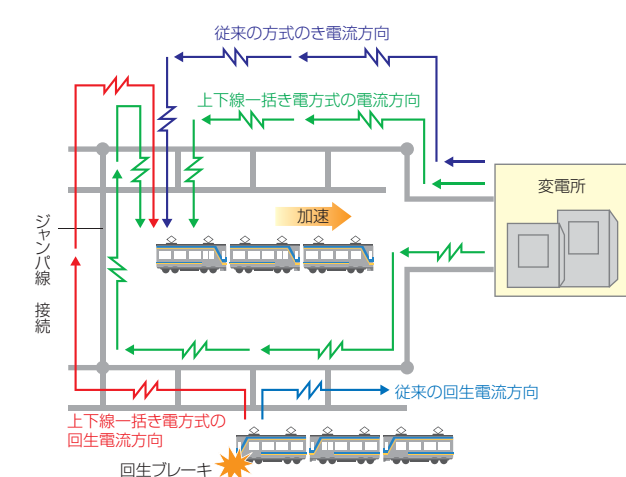 従来の方式のき電流方向
上下線一括き電方式の電流方向
変電所
加速
ジャンパ線 接続
従来の回生電流方向
上下線一括き電方式の
回生電流方向
回生ブレーキ